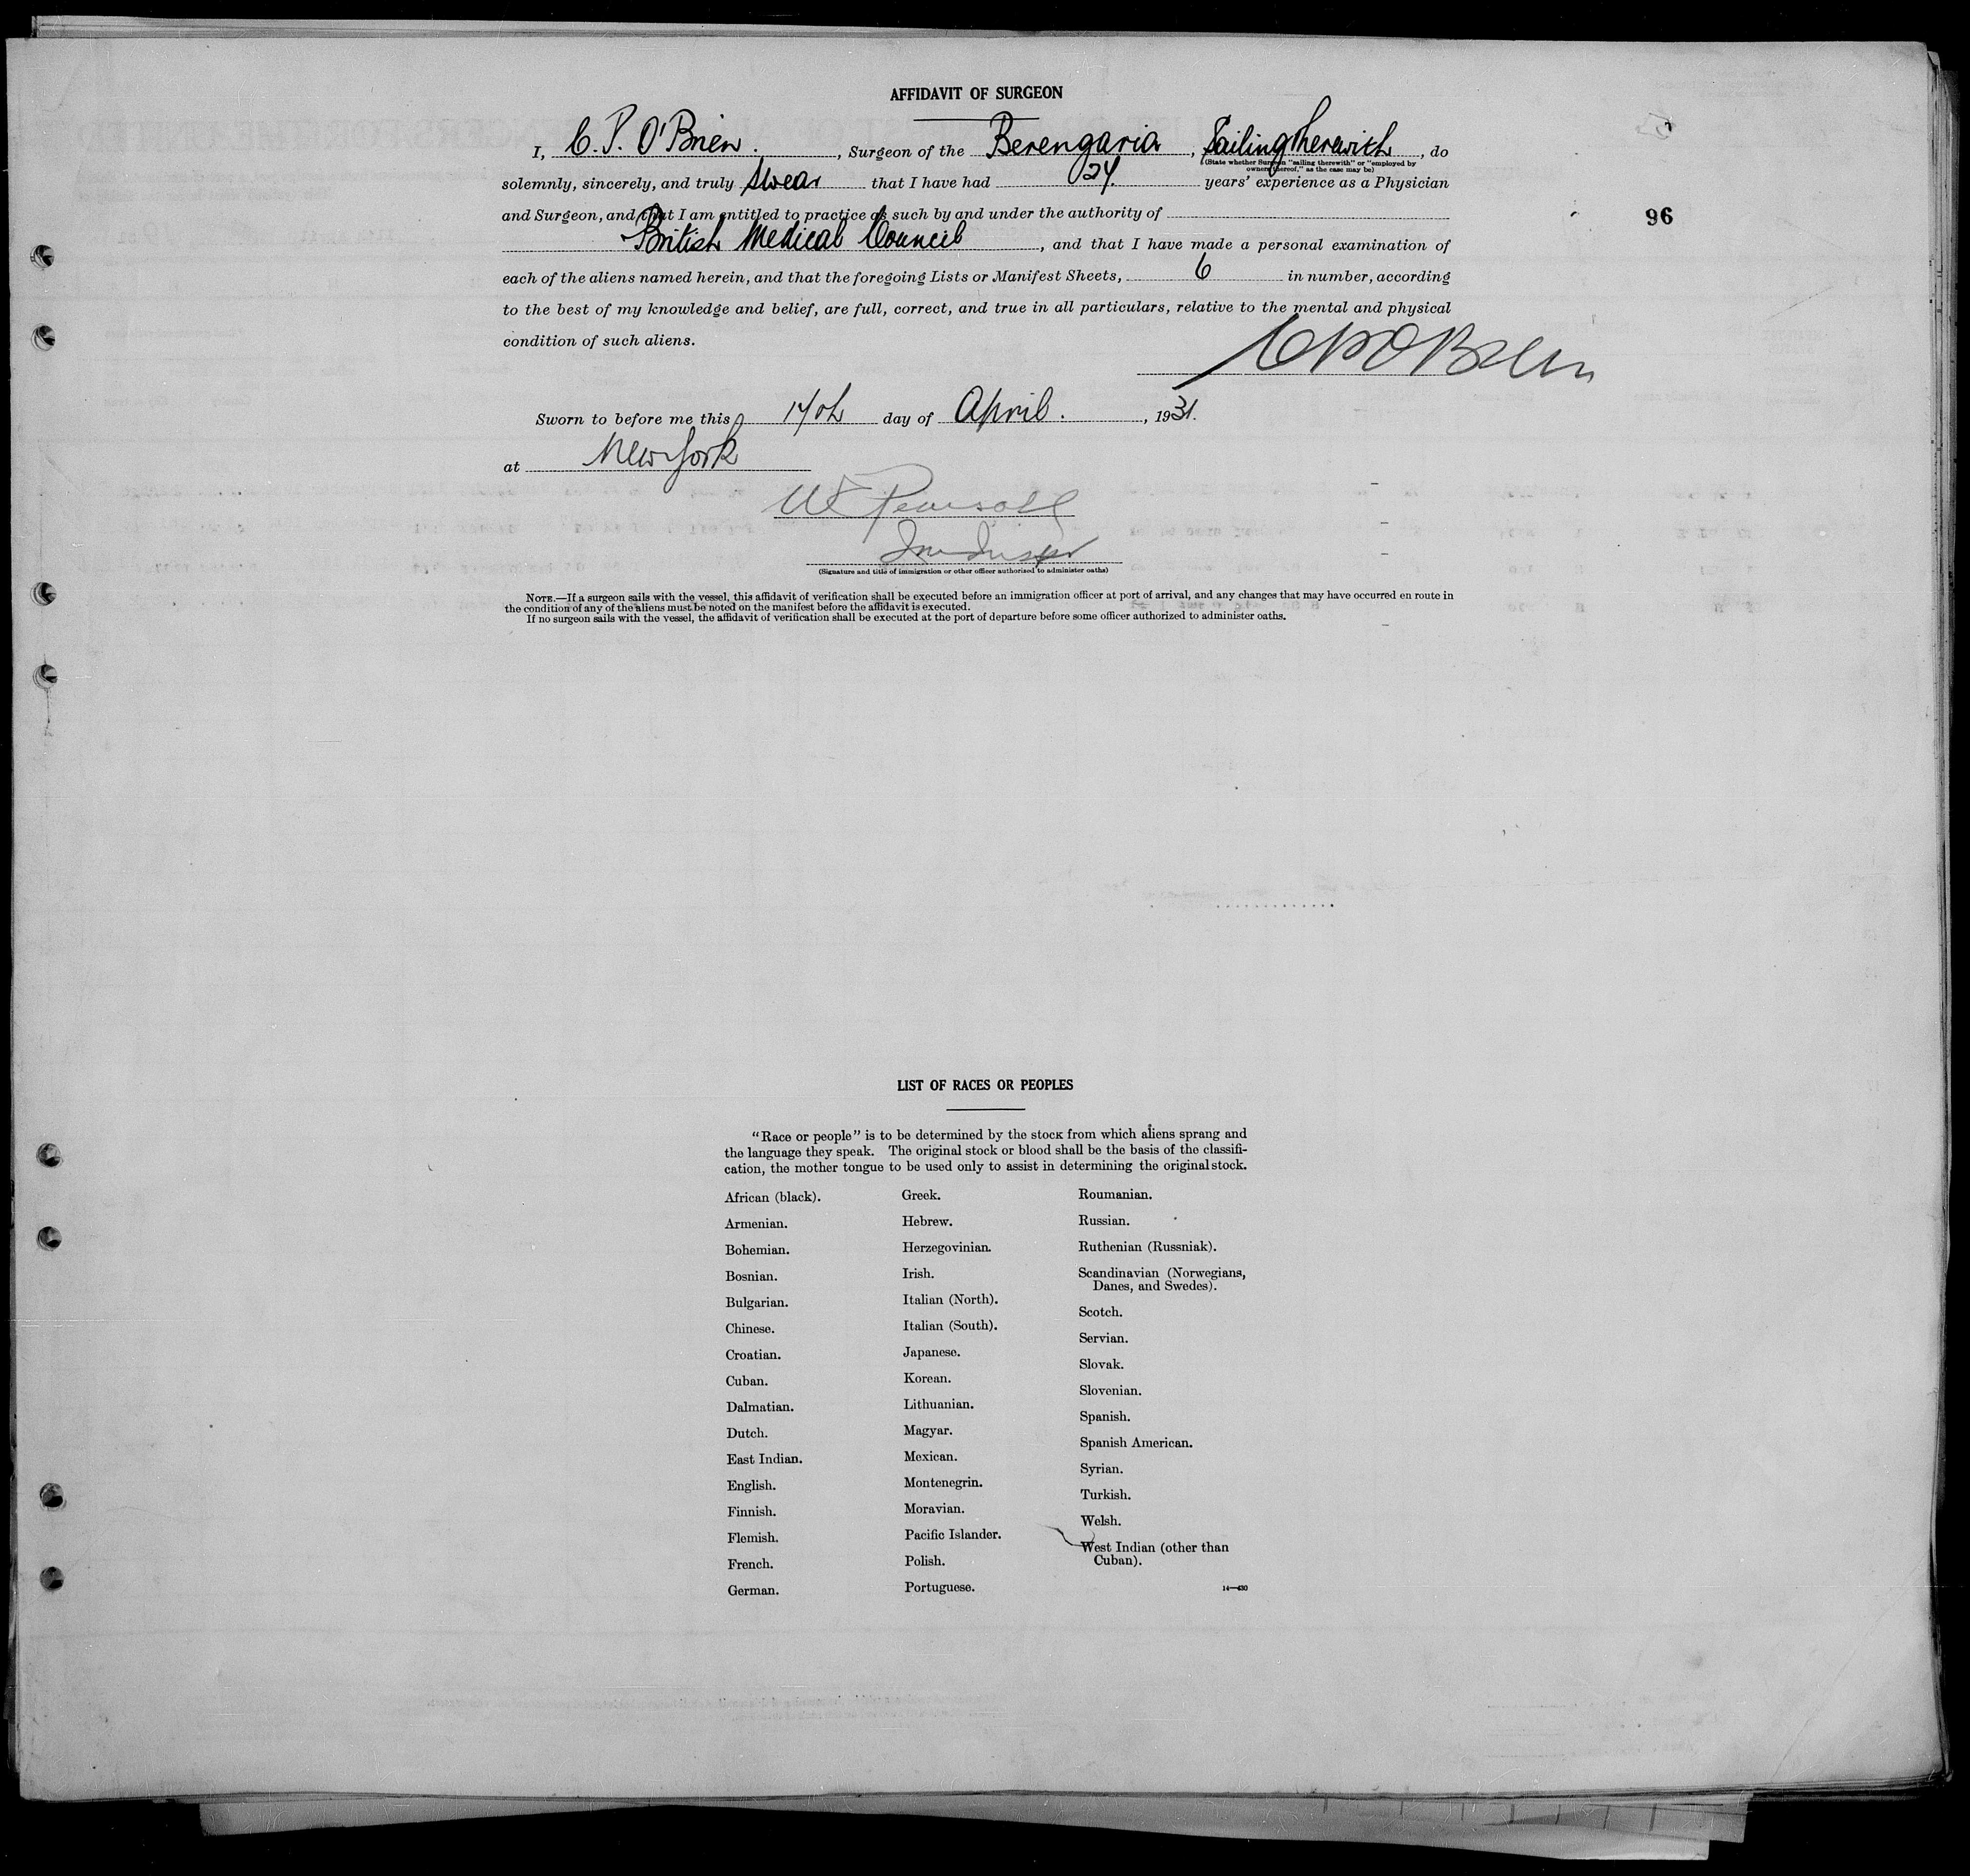 AFFIDAVIT OF SURGEON
I, C. P. O'Brien. , Surgeon of the Berengaria , Sailing therewith , do
(State whether Surgeon "sailing therewith" or "employed by
owners thereof," as the case may be)
solemnly, sincerely, and truly swear that I have had 24. years' experience as a Physician
and Surgeon, and that I am entitled to practice as such by and under the authority of
96
British Medical Council , and that I have made a personal examination of
each of the aliens named herein, and that the foregoing Lists or Manifest Sheets, 6 in number, according
to the best of my knowledge and belief, are full, correct, and true in all particulars, relative to the mental and physical
condition of such aliens.
C P O'Brien
Sworn to before me this day of April. , 1931.
at New York
Pearsall
(Signature and title of immigration or other officer authorised to administer oaths)
NOTE.—If a surgeon sails with the vessel, this affidavit of verification shall be executed before an immigration officer at port of arrival, and any changes that may have occurred en route in
the condition of any of the aliens must be noted on the manifest before the affidavit is executed.
If no surgeon sails with the vessel, the affidavit of verification shall be executed at the port of departure before some officer authorized to administer oaths.
LIST OF RACES OR PEOPLES
"Race or people" is to be determined by the stock from which aliens sprang and
the language they speak. The original stock or blood shall be the basis of the classifi-
cation, the mother tongue to be used only to assist in determining the original stock.
African (black).
Armenian.
Bohemian.
Bosnian.
Bulgarian.
Chinese.
Croatian.
Cuban.
Dalmatian.
Dutch.
East Indian.
English.
Finnish.
Flemish.
French.
German.
Greek.
Hebrew.
Herzegovinian.
Irish.
Italian (North).
Italian (South).
Japanese.
Korean.
Lithuanian.
Magyar.
Mexican.
Montenegrin.
Moravian.
Pacific Islander.
Polish.
Portuguese.
Roumanian.
Russian.
Ruthenian (Russniak).
Scandinavian (Norwegians,
Danes, and Swedes).
Scotch.
Servian.
Slovak.
Slovenian.
Spanish.
Spanish American.
Syrian.
Turkish.
Welsh.
West Indian (other than
Cuban).
14—430